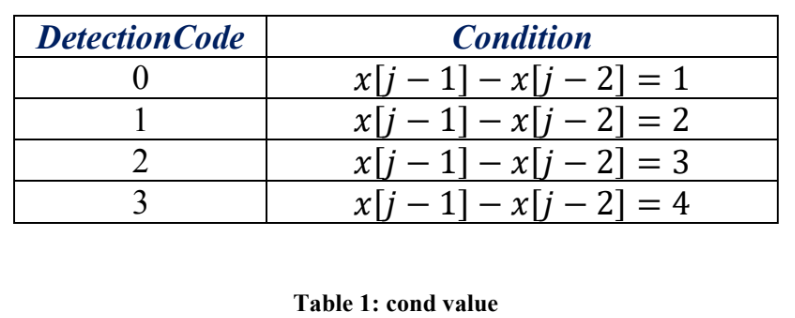 DetectionCode Condition
0 x[j − 1] − x[j − 2] = 1
1 x[j − 1] − x[j − 2] = 2
2 x[j − 1] − x[j − 2] = 3
3 x[j − 1] − x[j − 2] = 4
Table 1: cond value